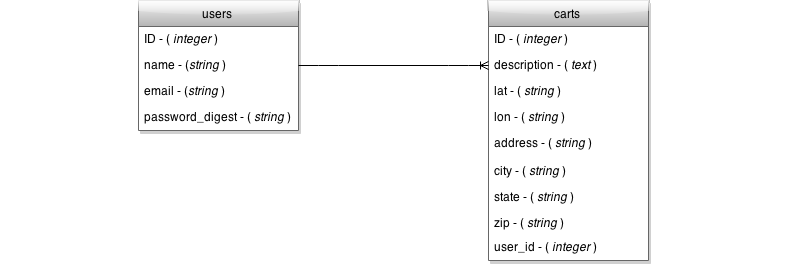 users
ID - ( integer )
name - (string )
email - (string )
password_digest - ( string )
carts
ID - ( integer )
description - ( text )
lat - ( string )
lon - ( string )
address - ( string )
city - ( string )
state - ( string )
zip - ( string )
user_id - ( integer )